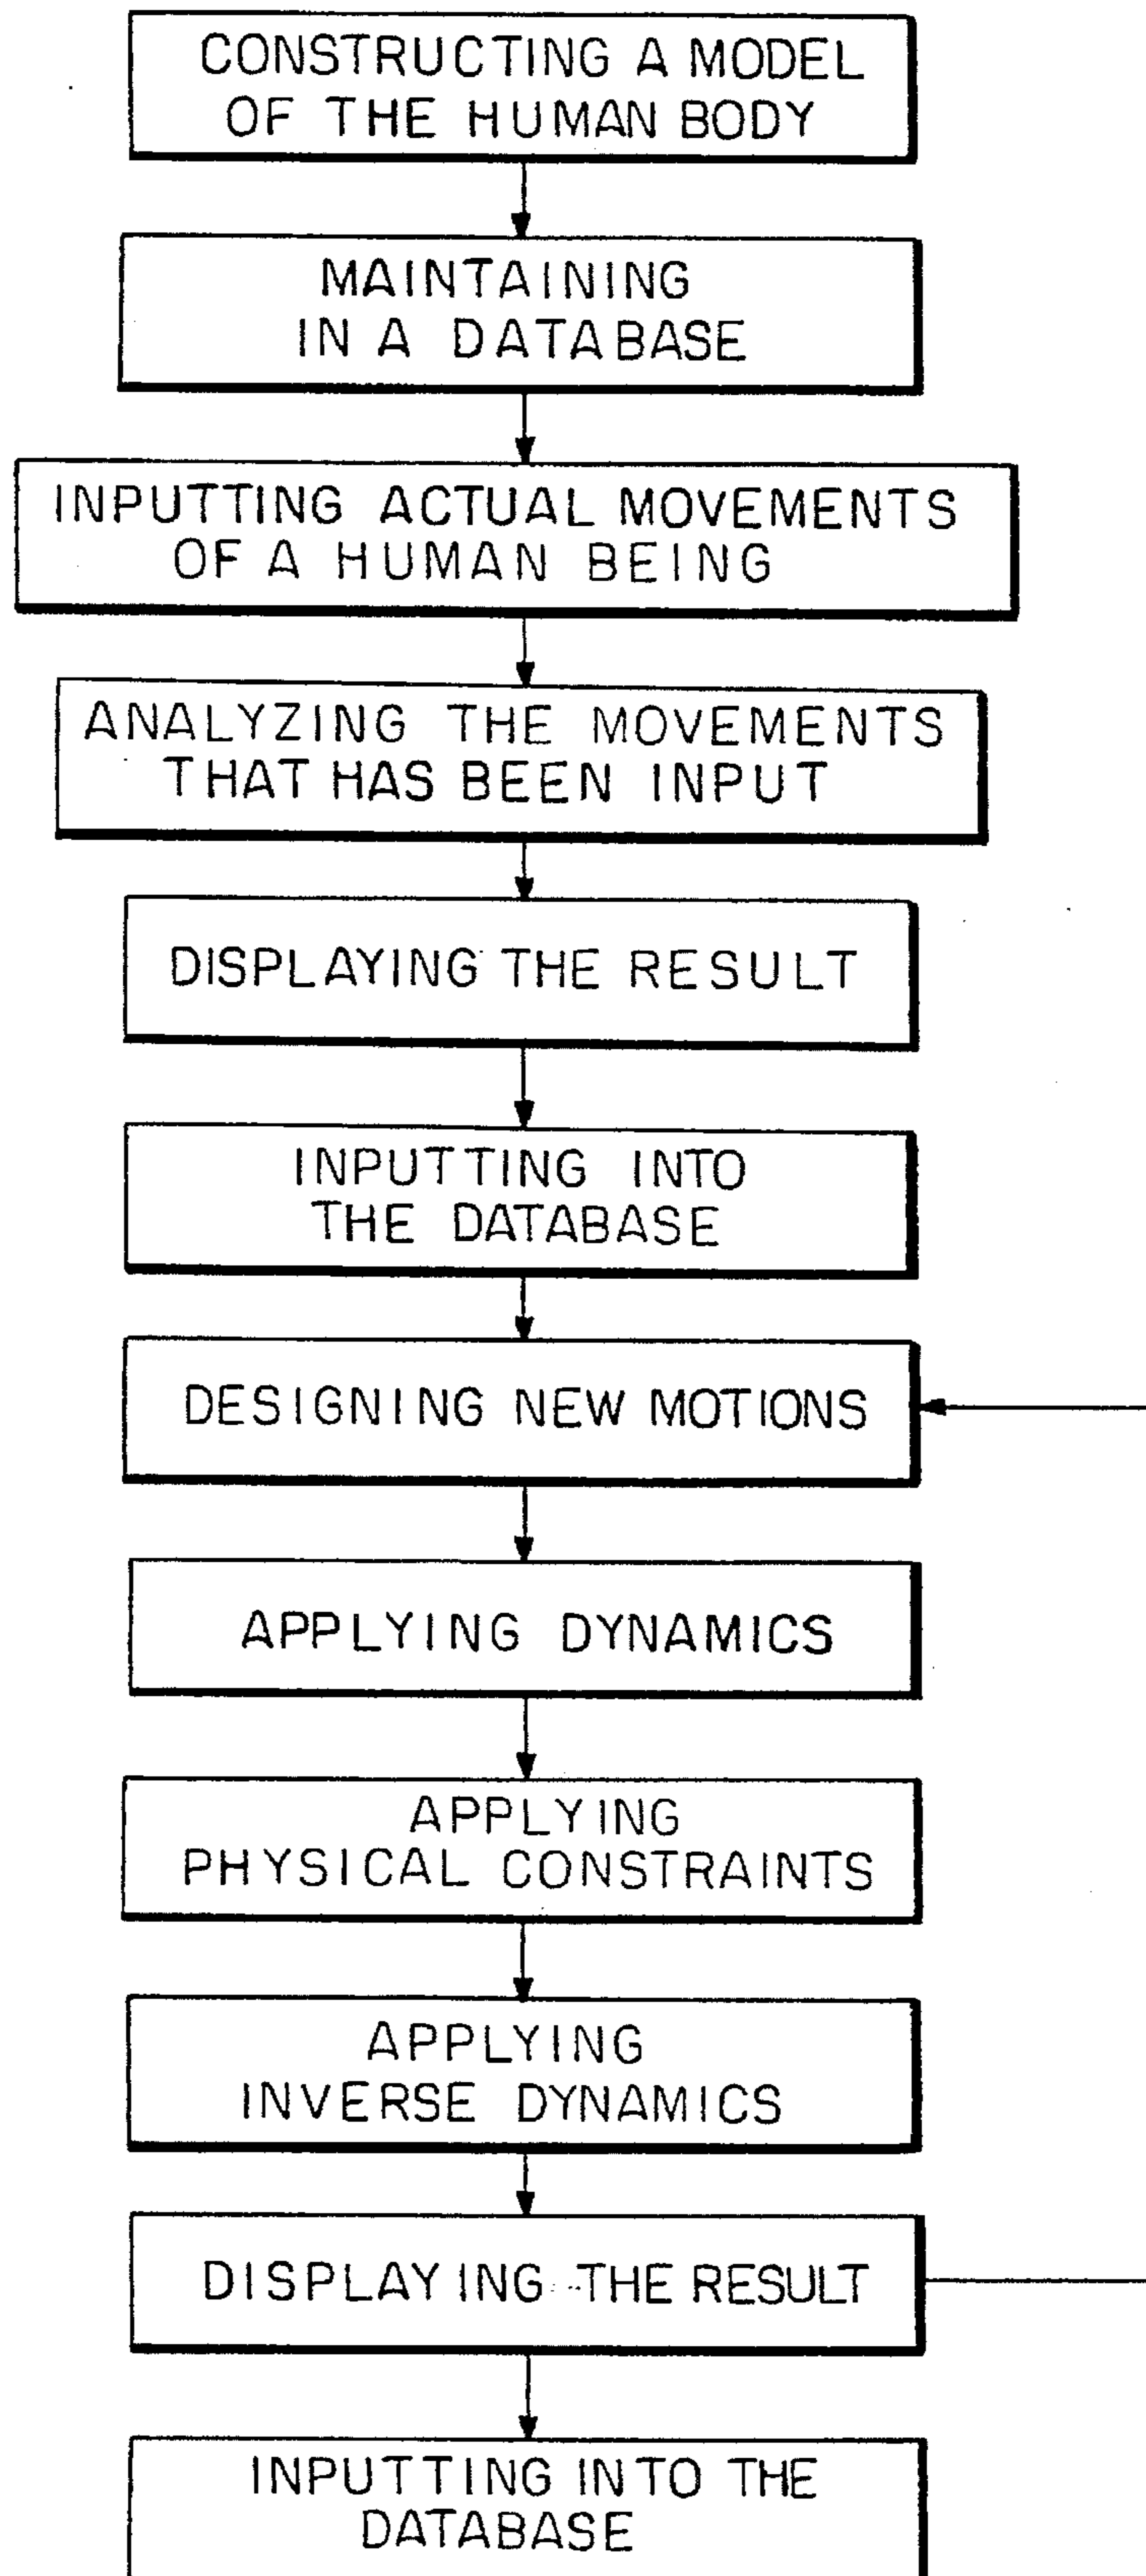 CONSTRUCTING A MODEL
OF THE HUMAN BODY
MAINTAINING
IN A DATABASE
INPUTTING ACTUAL MOVEMENTS
OF A HUMAN BEING
ANALYZING THE MOVEMENTS
THAT HAS BEEN INPUT
DISPLAYING THE RESULT
INPUTTING INTO
THE DATABASE
DESIGNING NEW MOTIONS
APPLYING DYNAMICS
APPLYING
PHYSICAL CONSTRAINTS
APPLYING
INVERSE DYNAMICS
DISPLAYING THE RESULT
INPUTTING INTO THE
DATABASE